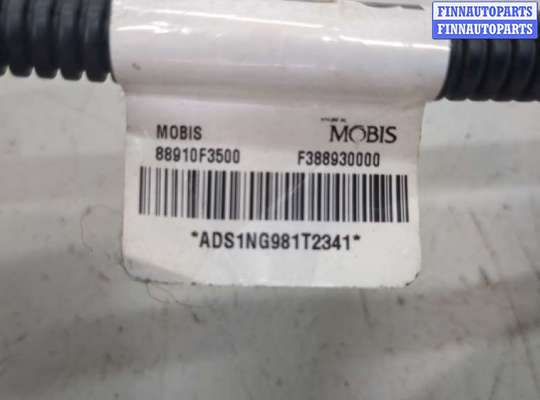 FINNAUTOPARTS
FINNAUTOPARTS
MOBIS
MOBIS
88910F3500 F388930000
*ADS1NG981T2341*